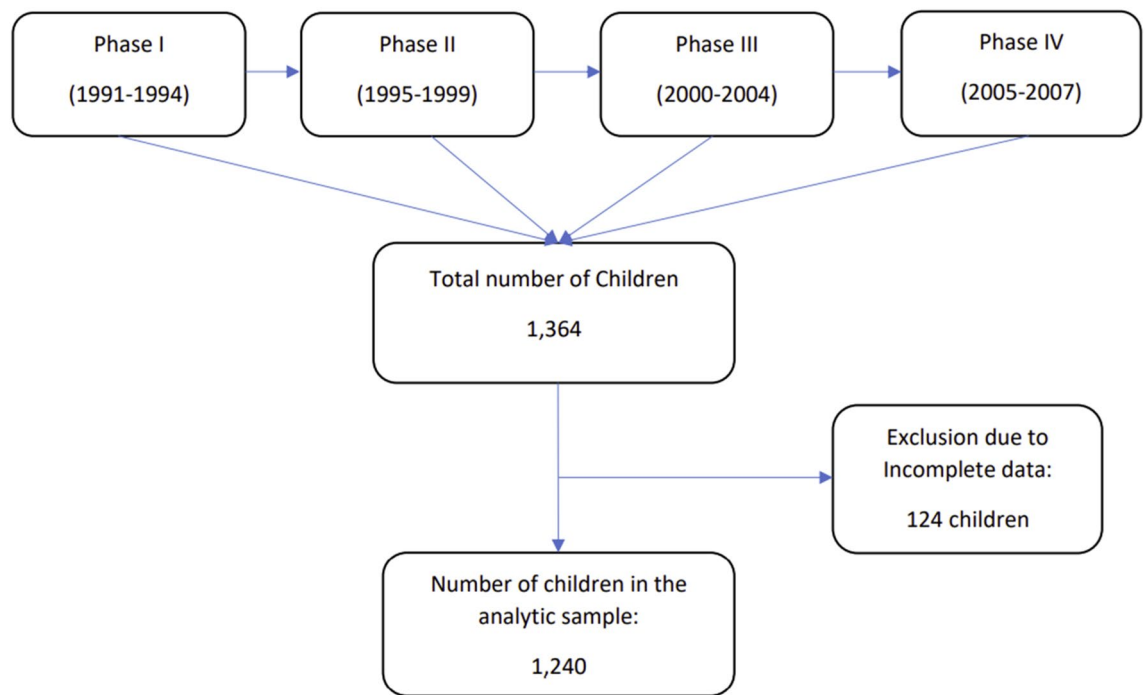 Phase I
(1991-1994)
Phase II
(1995-1999)
Phase III
(2000-2004)
Phase IV
(2005-2007)
Total number of Children
1,364
Exclusion due to
Incomplete data:
124 children
Number of children in the
analytic sample:
1,240